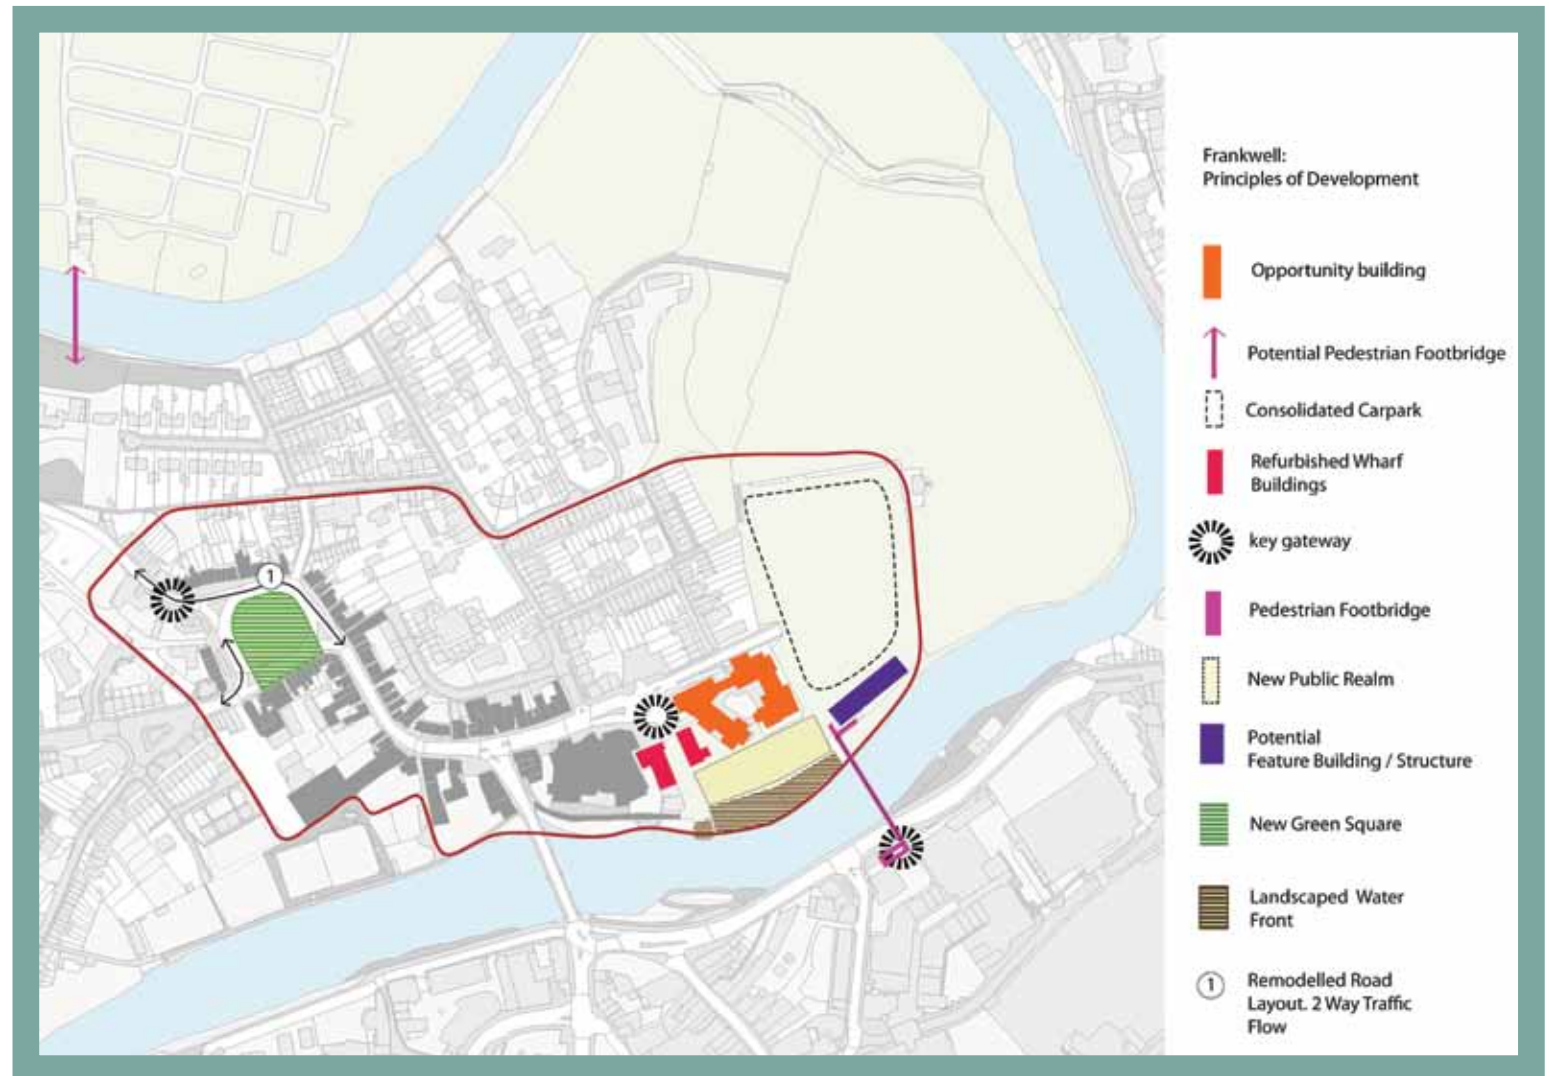 Frankwell:
Principles of Development
Opportunity building
Potential Pedestrian Footbridge
Consolidated Carpark
Refurbished Wharf
Buildings
key gateway
Pedestrian Footbridge
New Public Realm
Potential
Feature Building / Structure
New Green Square
Landscaped Water
Front
1 Remodelled Road
Layout. 2 Way Traffic
Flow
1